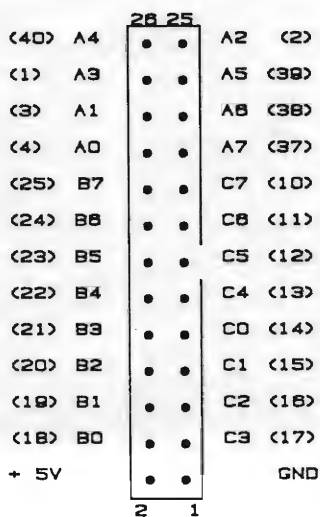 26 25
(40) A4 A2 (2)
(1) A3 A5 (39)
(3) A1 A6 (38)
(4) A0 A7 (37)
(25) B7 C7 (10)
(24) B6 C6 (11)
(23) B5 C5 (12)
(22) B4 C4 (13)
(21) B3 C0 (14)
(20) B2 C1 (15)
(19) B1 C2 (16)
(18) B0 C3 (17)
+ 5V GND
2 1